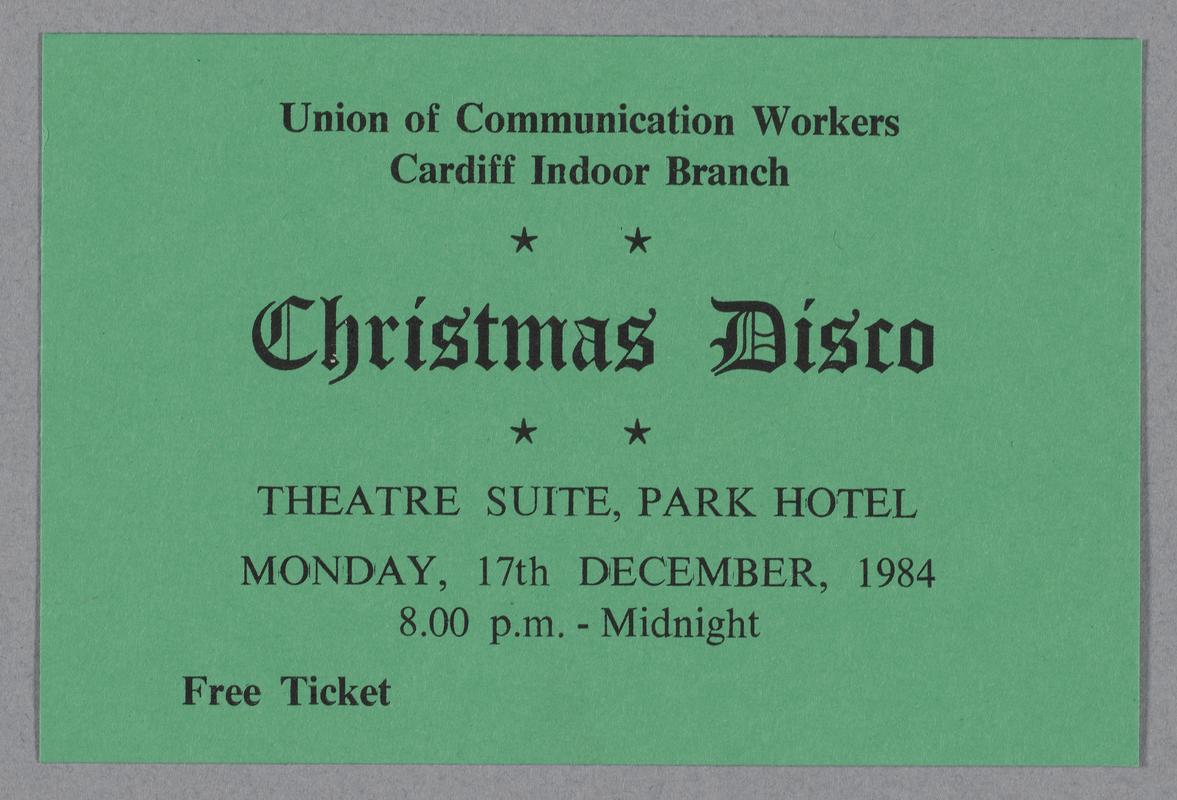 Union of Communication Workers
Cardiff Indoor Branch
★ ★
Christmas Disco
★ ★
THEATRE SUITE, PARK HOTEL
MONDAY, 17th DECEMBER, 1984
8.00 p.m. - Midnight
Free Ticket